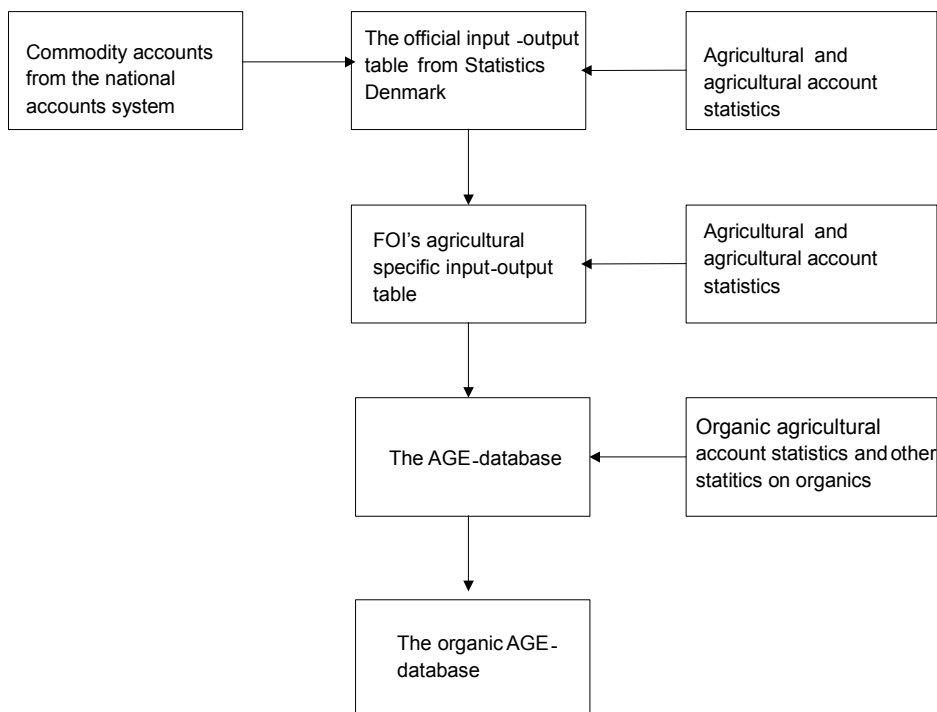 Commodity accounts
from the national
accounts system
The official input -output
table from Statistics
Denmark
Agricultural and
agricultural account
statistics
FOI's agricultural
specific input-output
table
Agricultural and
agricultural account
statistics
The AGE-database
Organic agricultural
account statistics and other
statitics on organics
The organic AGE-
database